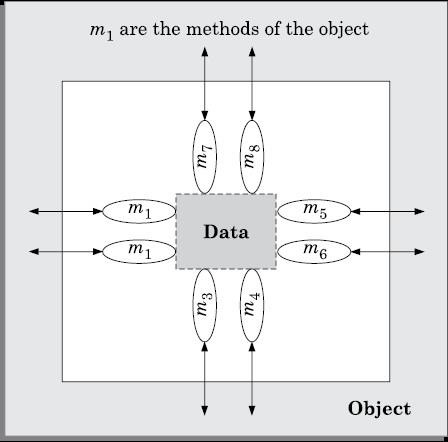 m₁ are the methods of the object
m₇
m₈
m₁
m₅
Data
m₁
m₆
m₃
m₄
Object